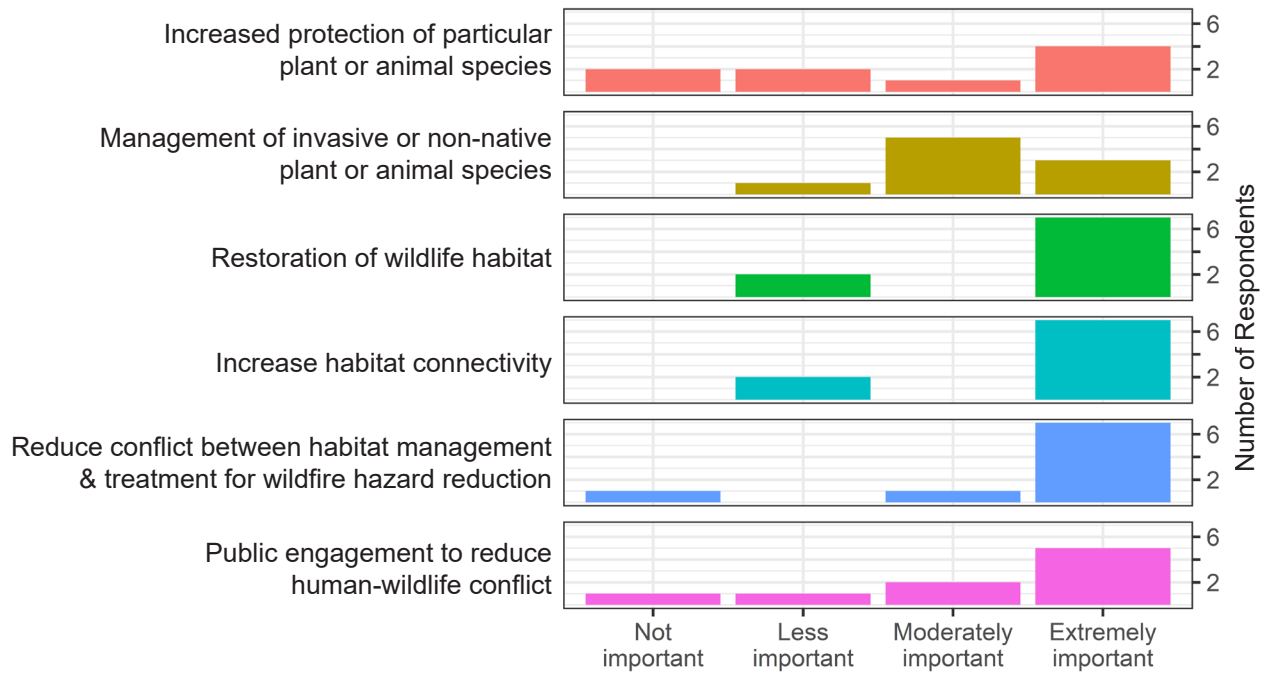 Increased protection of particular
plant or animal species
6
2
Management of invasive or non-native
plant or animal species
6
2
Restoration of wildlife habitat
6
2
Increase habitat connectivity
6
2
Reduce conflict between habitat management
& treatment for wildfire hazard reduction
6
2
Public engagement to reduce
human-wildlife conflict
6
2
Number of Respondents
Not
important
Less
important
Moderately
important
Extremely
important